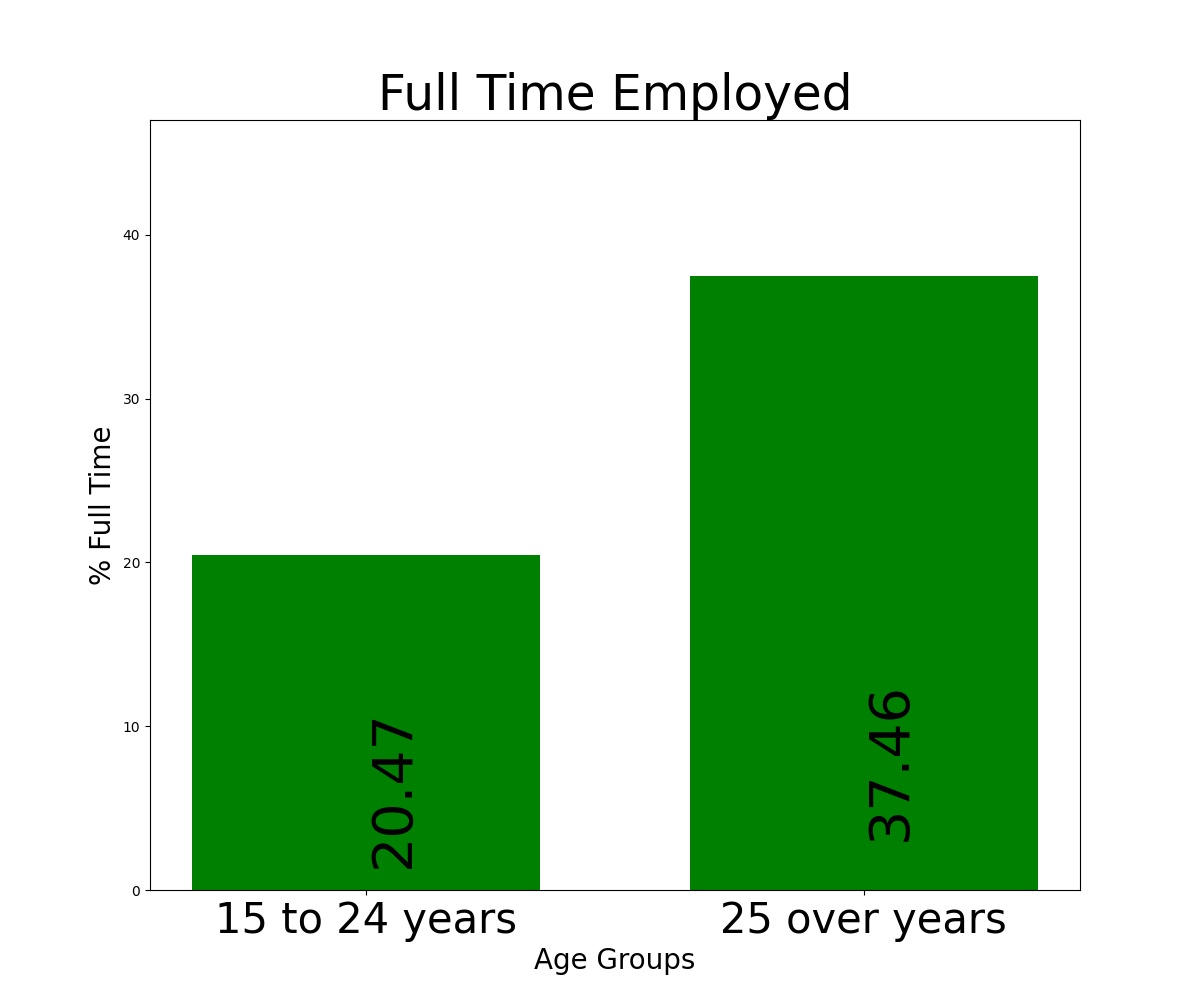 Full Time Employed
% Full Time
40
30
20
10
0
20.47
37.46
15 to 24 years
25 over years
Age Groups